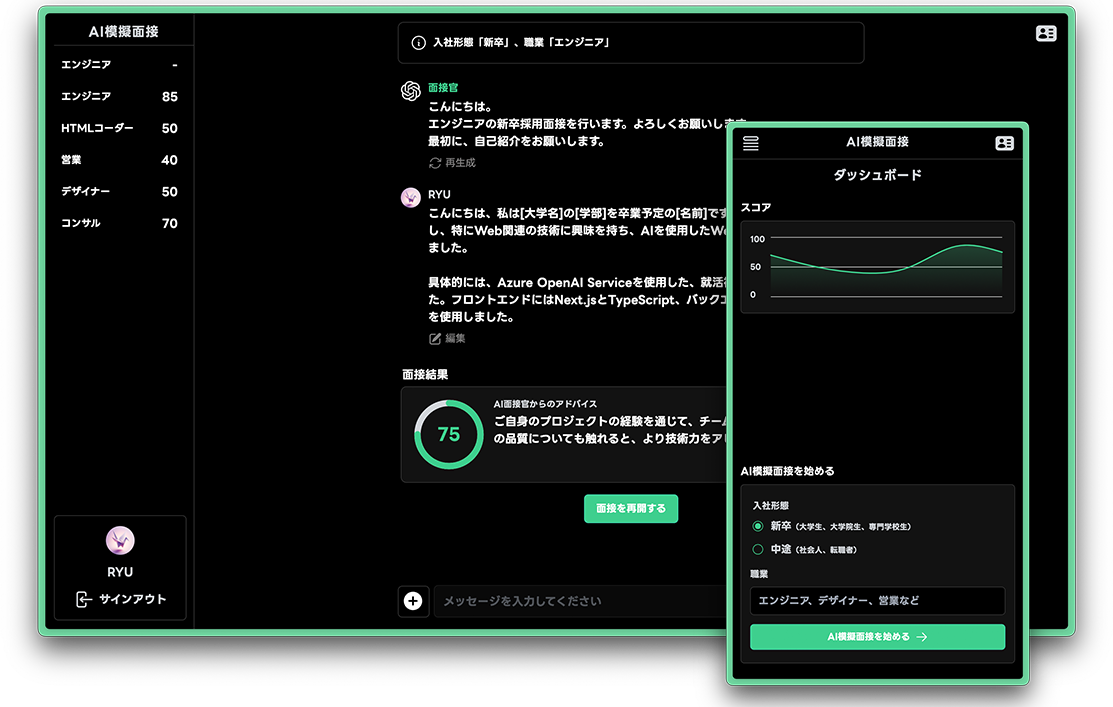 AI模擬面接
エンジニア -
エンジニア 85
HTMLコーダー 50
営業 40
デザイナー 50
コンサル 70
RYU
サインアウト
入社形態「新卒」、職業「エンジニア」
面接官
こんにちは。
エンジニアの新卒採用面接を行います。よろしくお願いします
最初に、自己紹介をお願いします。
再生成
RYU
こんにちは、私は[大学名]の[学部]を卒業予定の[名前]です
し、特にWeb関連の技術に興味を持ち、AIを使用したWe
ました。
具体的には、Azure OpenAI Serviceを使用した、就活
た。フロントエンドにはNext.jsとTypeScript、バックエ
を使用しました。
編集
面接結果
75
AI面接官からのアドバイス
ご自身のプロジェクトの経験を通じて、チーム
の品質についても触れると、より技術力をアピ
面接を再開する
メッセージを入力してください
AI模擬面接
ダッシュボード
スコア
100
50
0
AI模擬面接を始める
入社形態
新卒（大学生、大学院生、専門学校生）
中途（社会人、転職者）
職業
エンジニア、デザイナー、営業など
AI模擬面接を始める →